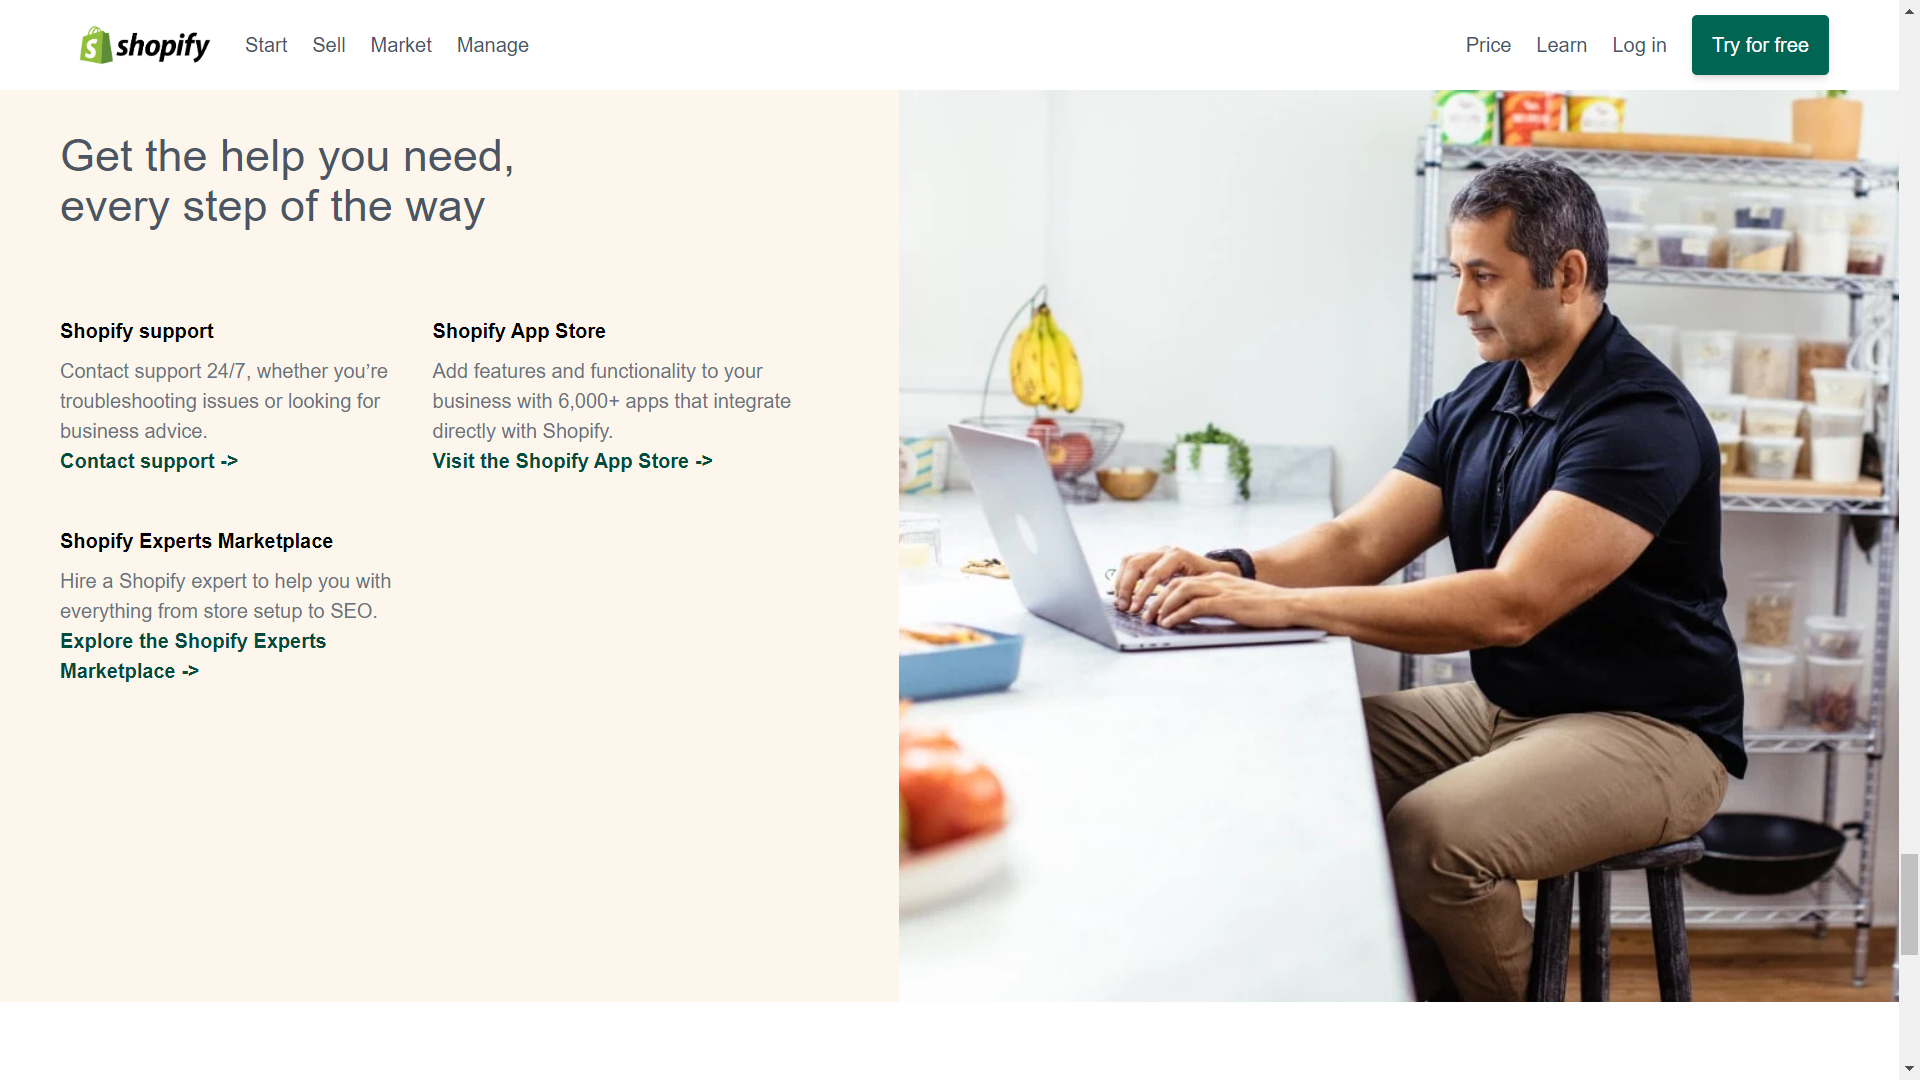 shopify
Start
Sell
Market
Manage
Price
Learn
Log in
Try for free
Get the help you need,
every step of the way
Shopify support
Contact support 24/7, whether you’re
troubleshooting issues or looking for
business advice.
Contact support ->
Shopify App Store
Add features and functionality to your
business with 6,000+ apps that integrate
directly with Shopify.
Visit the Shopify App Store ->
Shopify Experts Marketplace
Hire a Shopify expert to help you with
everything from store setup to SEO.
Explore the Shopify Experts
Marketplace ->